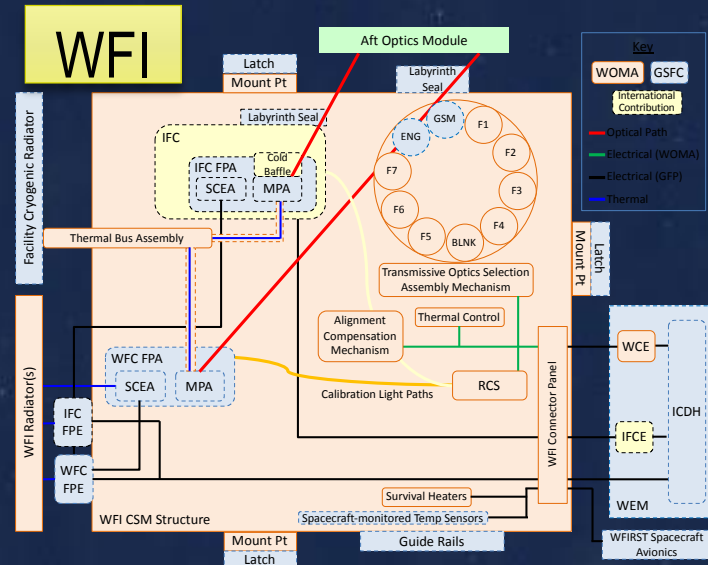 WFI
Aft Optics Module
Latch
Mount Pt
Labyrinth
Seal
Key
WOMA
GSFC
International
Contribution
Optical Path
Electrical (WOMA)
Electrical (GFP)
Thermal
Facility Cryogenic Radiator
Labyrinth Seal
IFC
Cold
Baffle
IFC FPA
SCEA
MPA
ENG
GSM
F1
F2
F3
F4
BLNK
F5
F6
F7
Thermal Bus Assembly
Mount Pt
Latch
Transmissive Optics Selection
Assembly Mechanism
Thermal Control
Alignment
Compensation
Mechanism
WFC FPA
SCEA
MPA
RCS
Calibration Light Paths
WFI Connector Panel
WCE
IFCE
ICDH
WEM
WFI Radiator(s)
IFC
FPE
WFC
FPE
Survival Heaters
Spacecraft-monitored Temp Sensors
WFI CSM Structure
Mount Pt
Latch
Guide Rails
WFIRST Spacecraft
Avionics